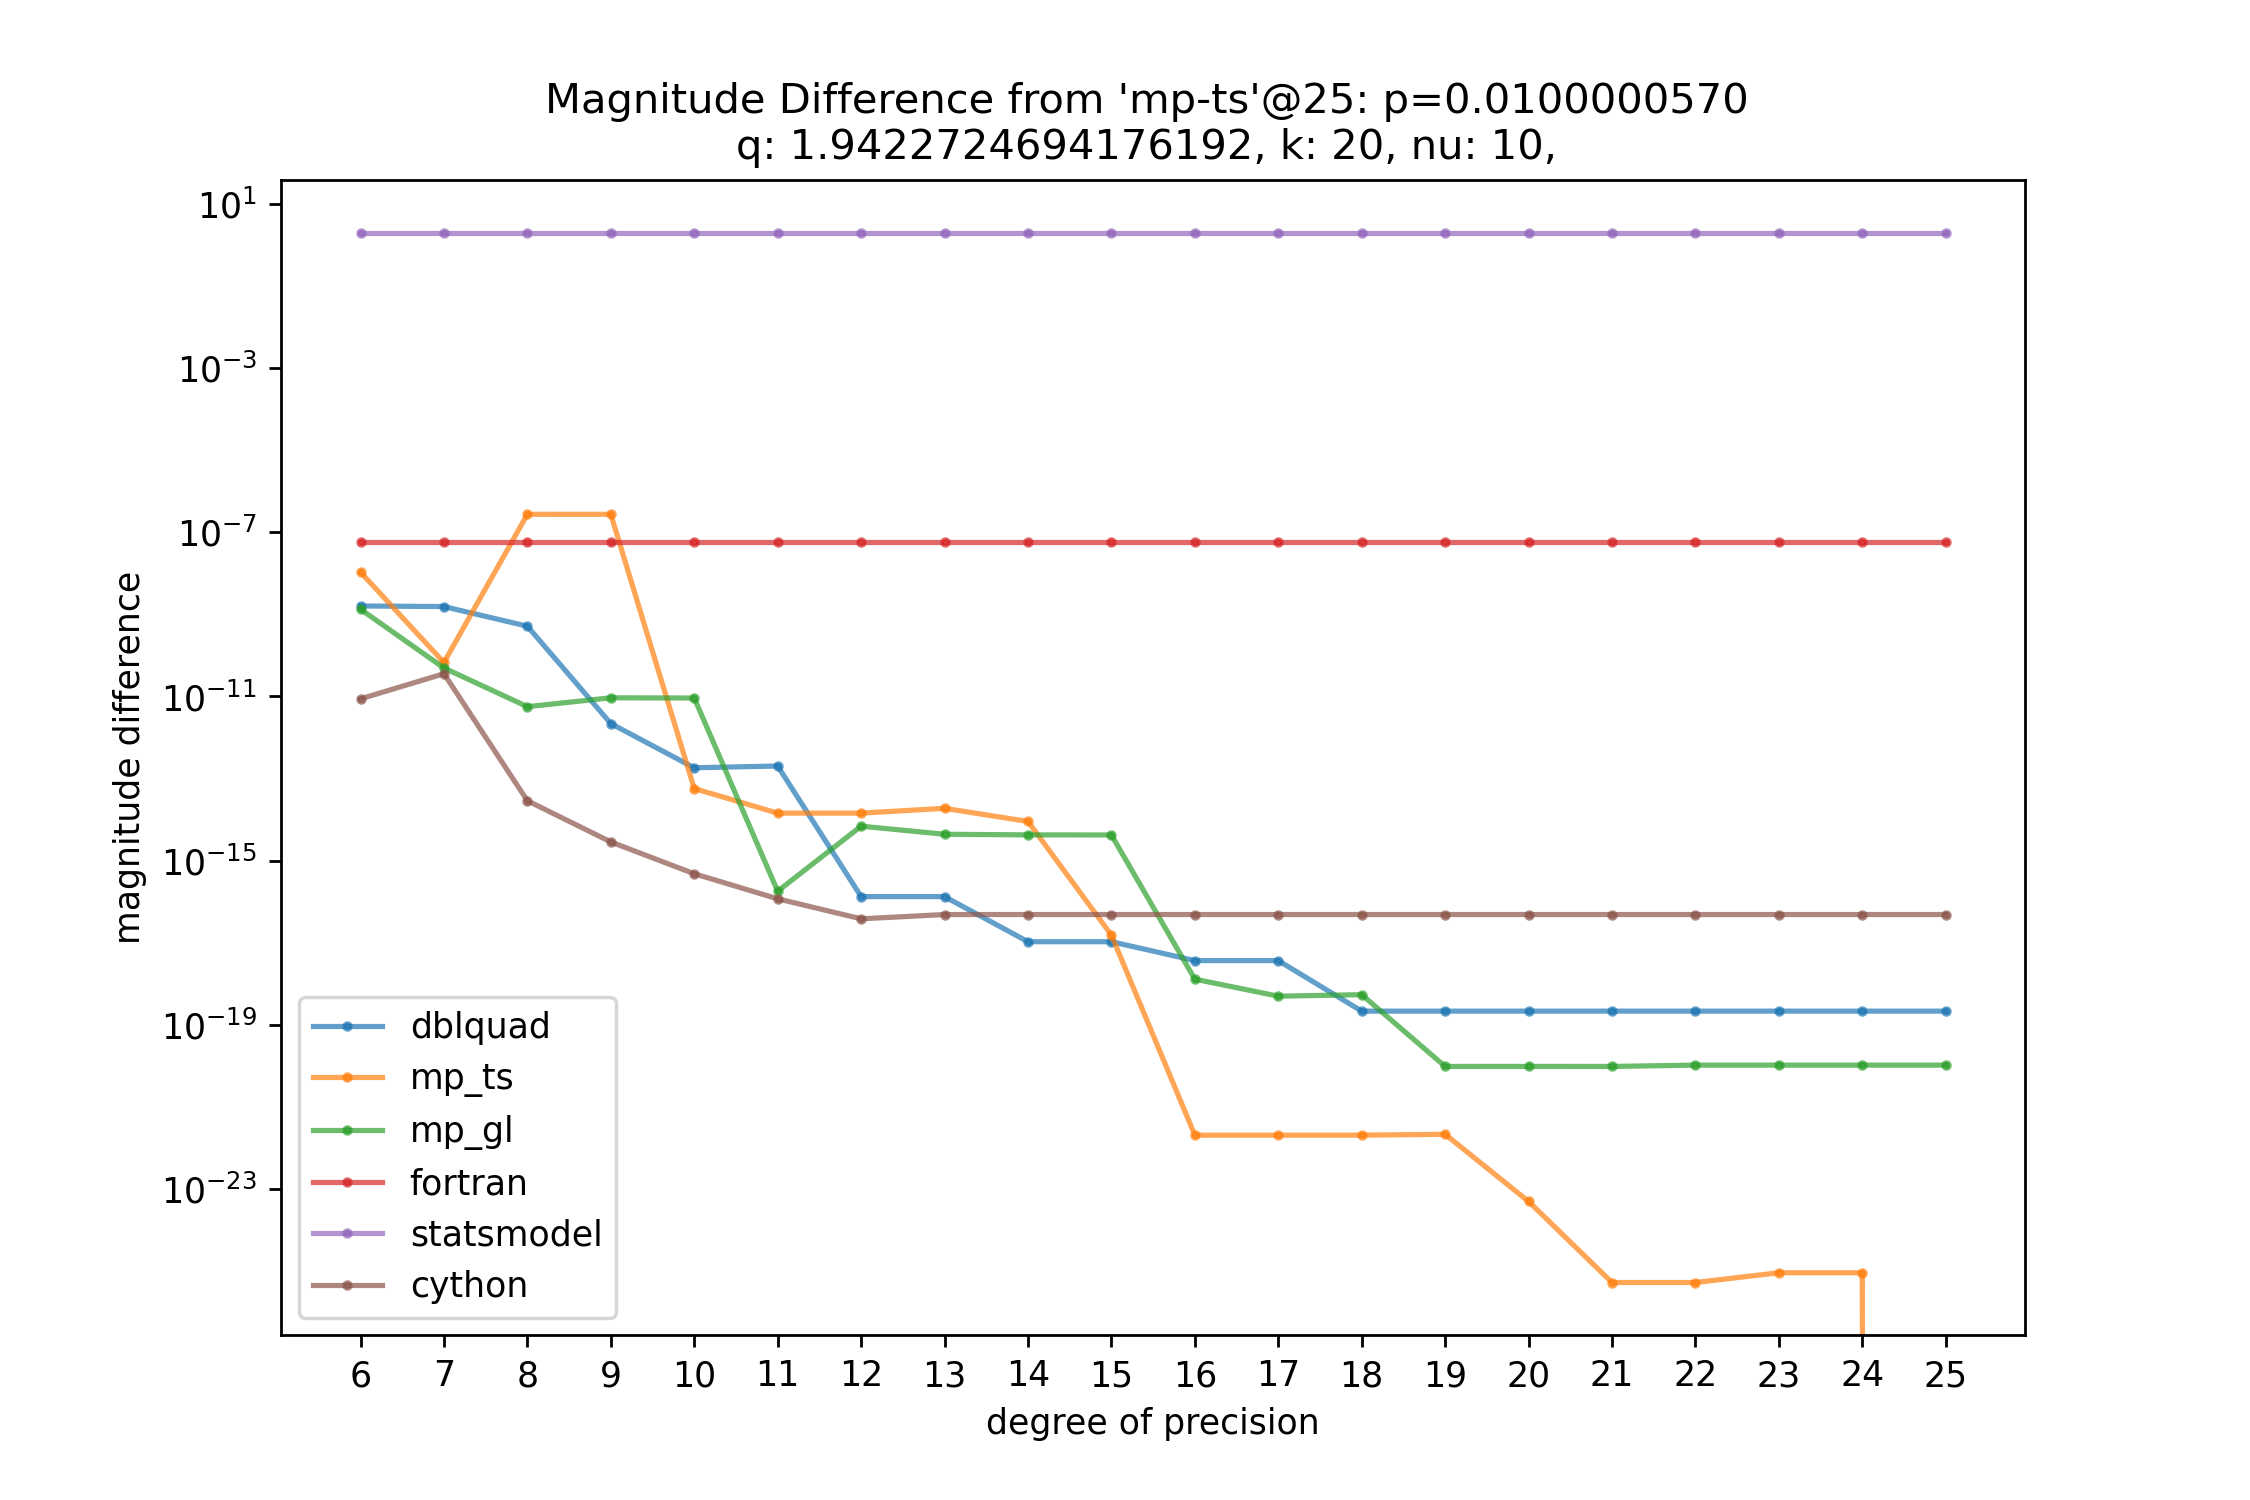 Magnitude Difference from 'mp-ts'@25: p=0.0100000570
q: 1.9422724694176192, k: 20, nu: 10,
10¹
10⁻³
10⁻⁷
10⁻¹¹
10⁻¹⁵
10⁻¹⁹
10⁻²³
magnitude difference
dblquad
mp_ts
mp_gl
fortran
statsmodel
cython
6 7 8 9 10 11 12 13 14 15 16 17 18 19 20 21 22 23 24 25
degree of precision